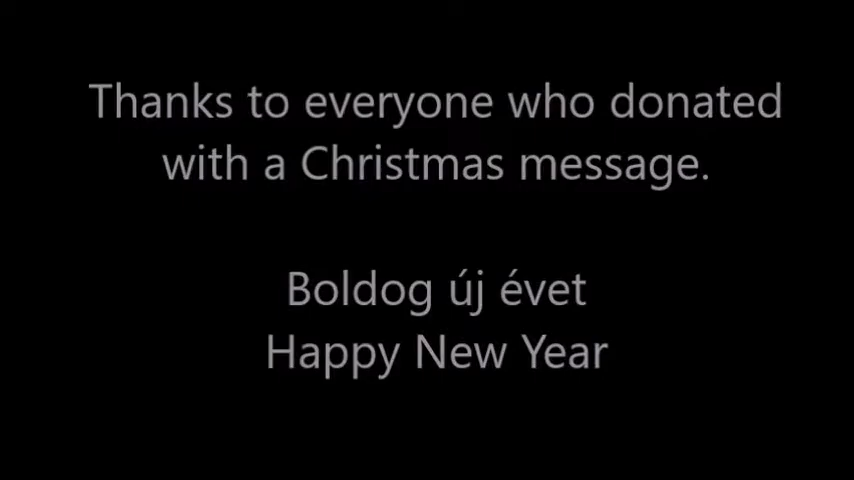 Thanks to everyone who donated
with a Christmas message.
Boldog új évet
Happy New Year